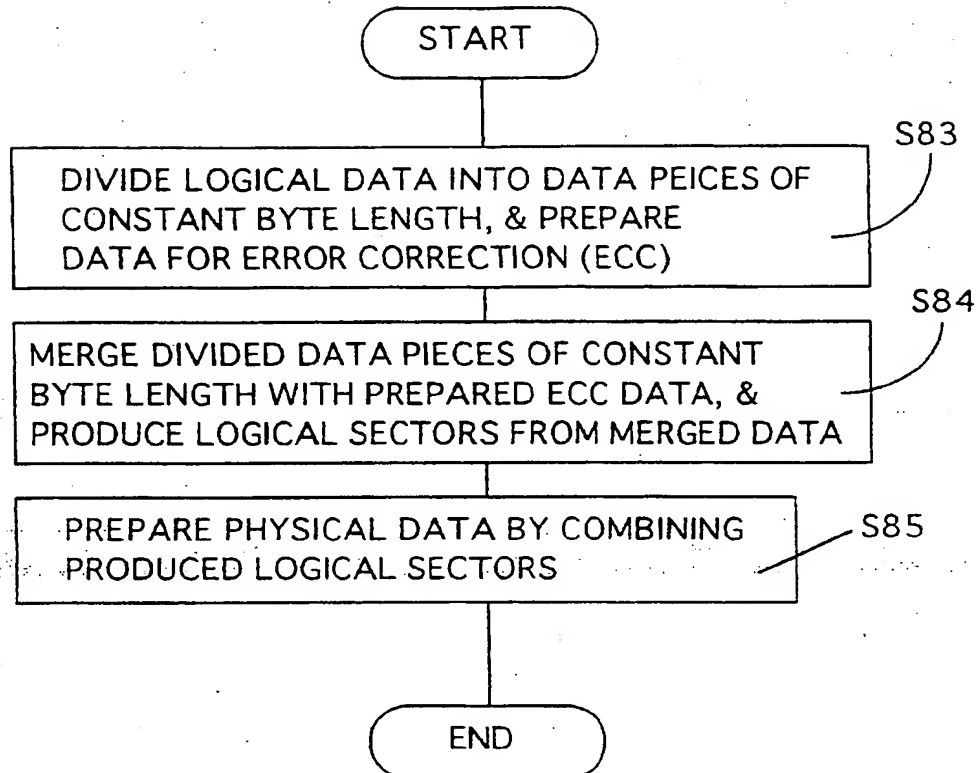 START
S83
DIVIDE LOGICAL DATA INTO DATA PEICES OF
CONSTANT BYTE LENGTH, & PREPARE
DATA FOR ERROR CORRECTION (ECC)
S84
MERGE DIVIDED DATA PIECES OF CONSTANT
BYTE LENGTH WITH PREPARED ECC DATA, &
PRODUCE LOGICAL SECTORS FROM MERGED DATA
PREPARE PHYSICAL DATA BY COMBINING
PRODUCED LOGICAL SECTORS
S85
END